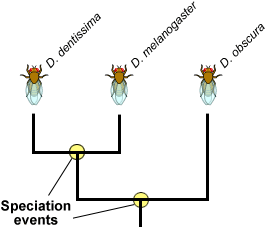 D. dentissima
D. melanogaster
D. obscura
Speciation
events